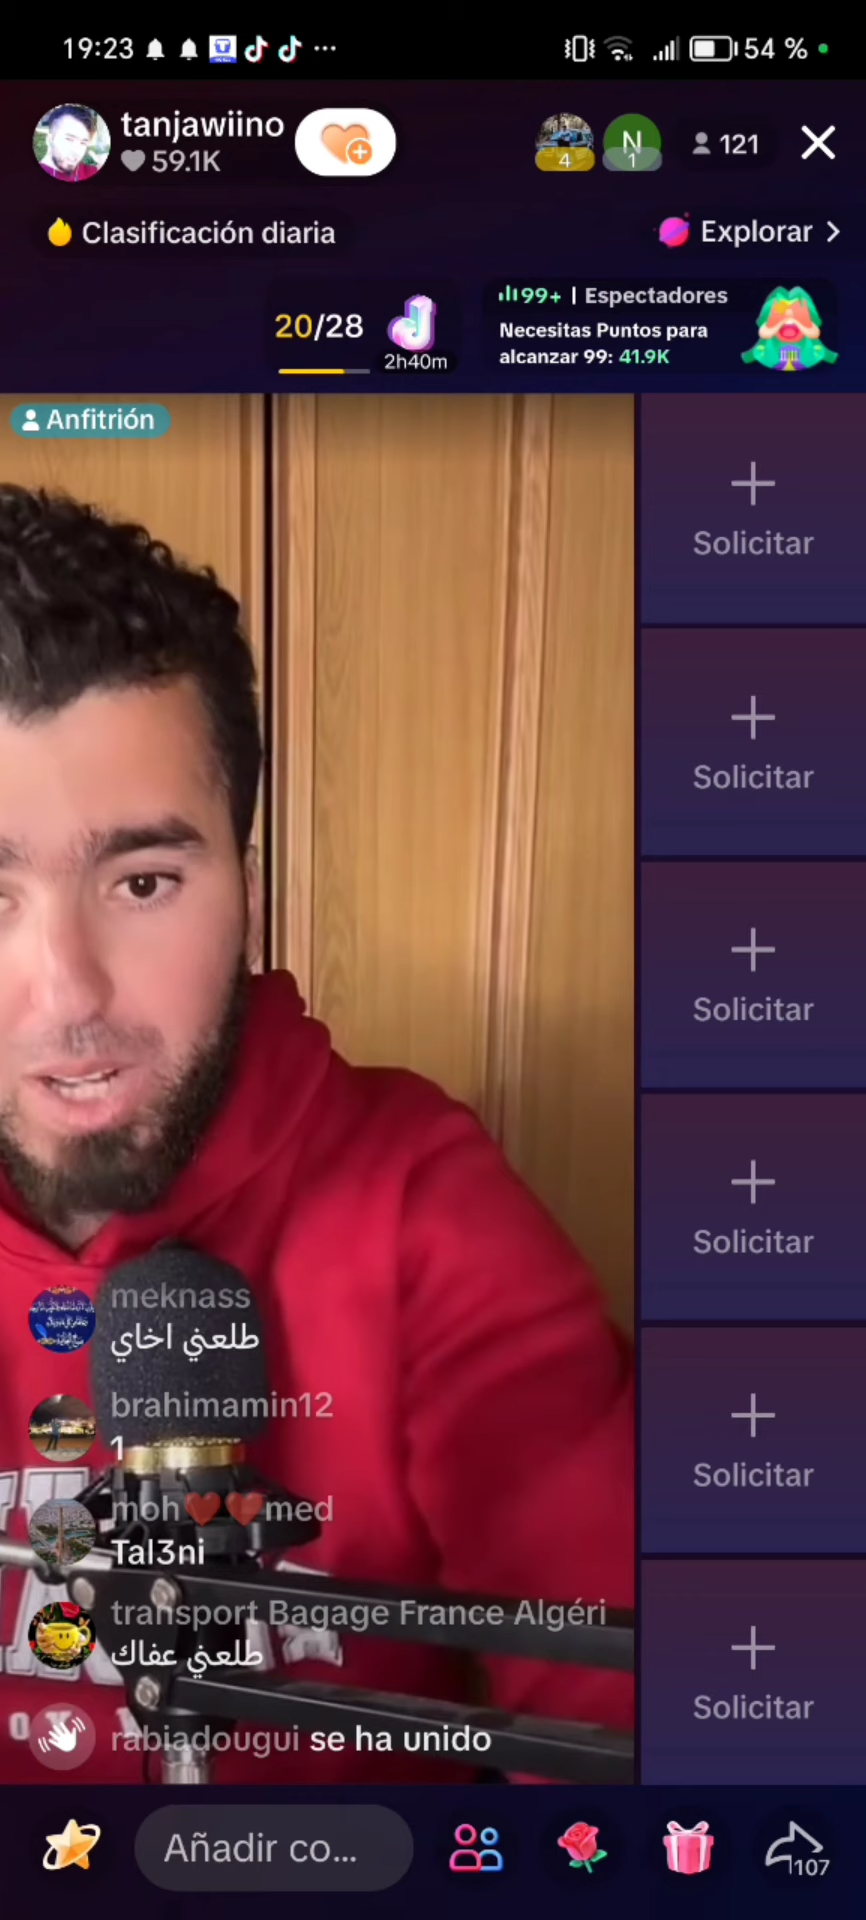 19:23
54 %
tanjawiino
59.1K
4
N
1
121
Clasificación diaria
Explorar
20/28
2h40m
99+ | Espectadores
Necesitas Puntos para
alcanzar 99: 41.9K
Anfitrión
Solicitar
Solicitar
Solicitar
Solicitar
Solicitar
Solicitar
meknass
طلعني اخاي
brahimamin12
1
moh❤️❤️med
Tal3ni
transport Bagage France Algéri
طلعني عفاك
rabiadougui se ha unido
Añadir co...
107